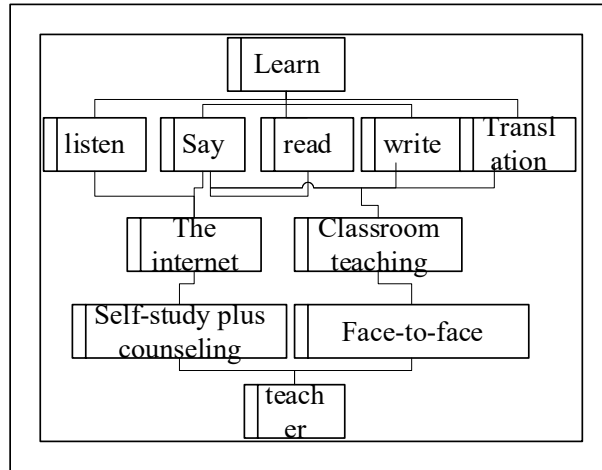 Learn
listen
Say
read
write
Transl
ation
The
internet
Classroom
teaching
Self-study plus
counseling
Face-to-face
teach
er